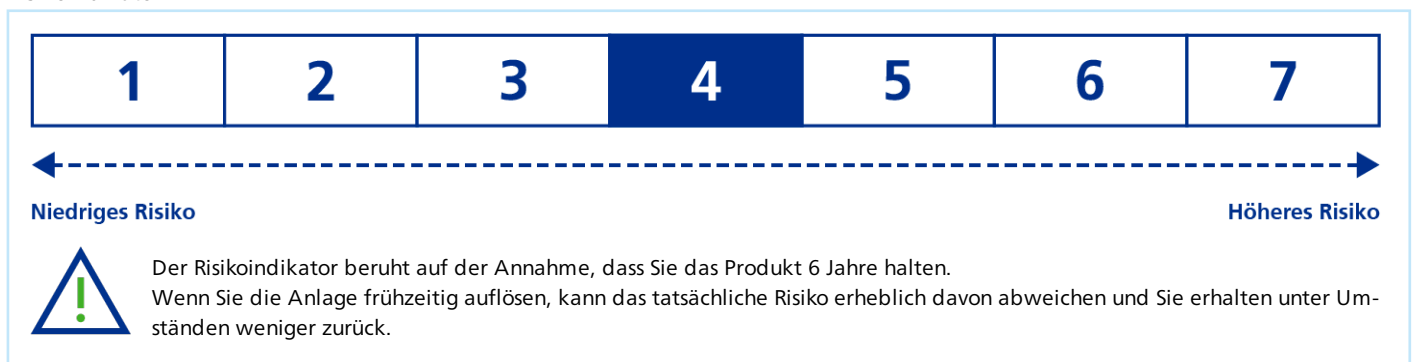 1 2 3 4 5 6 7
Niedriges Risiko Höheres Risiko
Der Risikoindikator beruht auf der Annahme, dass Sie das Produkt 6 Jahre halten.
Wenn Sie die Anlage frühzeitig auflösen, kann das tatsächliche Risiko erheblich davon abweichen und Sie erhalten unter Um-
ständen weniger zurück.